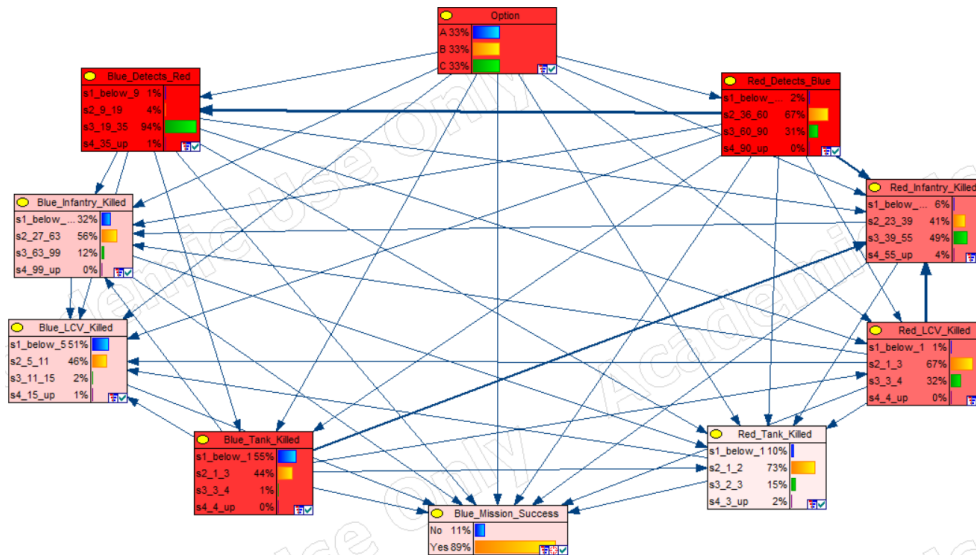 Option
A 33%
B 33%
C 33%
Blue_Detects_Red
s1_below_9 1%
s2_9_19 4%
s3_19_35 94%
s4_35_up 1%
Red_Detects_Blue
s1_below_... 2%
s2_36_60 67%
s3_60_90 31%
s4_90_up 0%
Blue_Infantry_Killed
s1_below_... 32%
s2_27_63 56%
s3_63_99 12%
s4_99_up 0%
Red_Infantry_Killed
s1_below_... 6%
s2_23_39 41%
s3_39_55 49%
s4_55_up 4%
Blue_LCV_Killed
s1_below_5 51%
s2_5_11 46%
s3_11_15 2%
s4_15_up 1%
Red_LCV_Killed
s1_below_1 1%
s2_1_3 67%
s3_3_4 32%
s4_4_up 0%
Blue_Tank_Killed
s1_below_1 55%
s2_1_3 44%
s3_3_4 1%
s4_4_up 0%
Red_Tank_Killed
s1_below_1 10%
s2_1_2 73%
s3_2_3 15%
s4_3_up 2%
Blue_Mission_Success
No 11%
Yes 89%
Academic Use Only